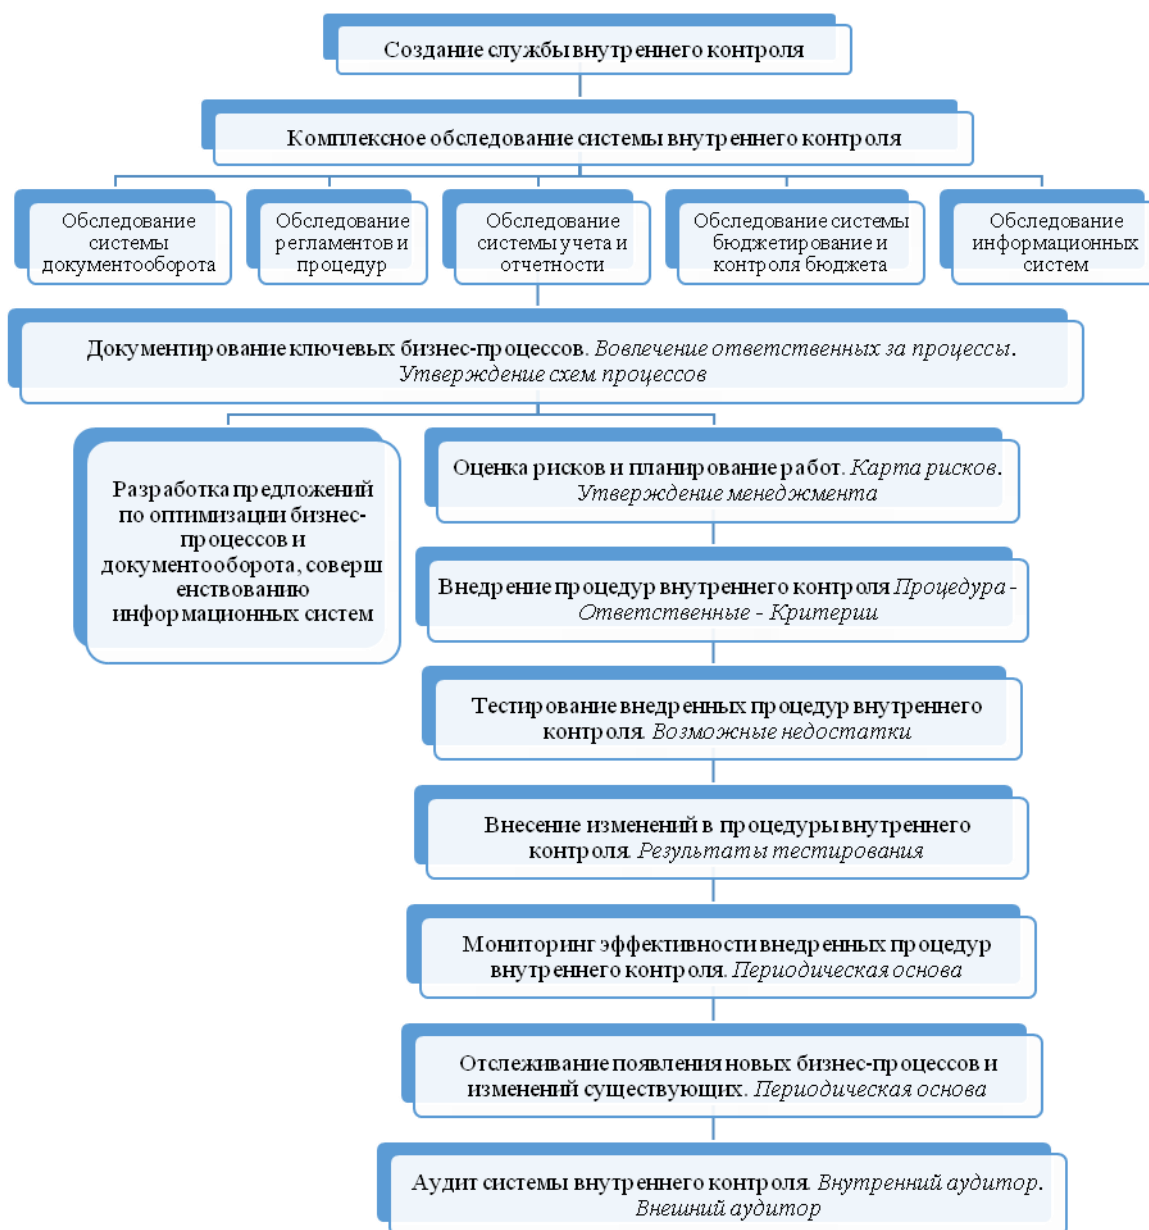 Создание службы внутреннего контроля
Комплексное обследование системы внутреннего контроля
Обследование
системы
документооборота
Обследование
регламентов и
процедур
Обследование
системы учета и
отчетности
Обследование системы
бюджетирование и
контроля бюджета
Обследование
информационных
систем
Документирование ключевых бизнес-процессов. Вовлечение ответственных за процессы.
Утверждение схем процессов
Разработка предложений
по оптимизации бизнес-
процессов и
документооборота, соверш
енствованию
информационных систем
Оценка рисков и планирование работ. Карта рисков.
Утверждение менеджмента
Внедрение процедур внутреннего контроля Процедура -
Ответственные - Критерии
Тестирование внедренных процедур внутреннего
контроля. Возможные недостатки
Внесение изменений в процедуры внутреннего
контроля. Результаты тестирования
Мониторинг эффективности внедренных процедур
внутреннего контроля. Периодическая основа
Отслеживание появления новых бизнес-процессов и
изменений существующих. Периодическая основа
Аудит системы внутреннего контроля. Внутренний аудитор.
Внешний аудитор